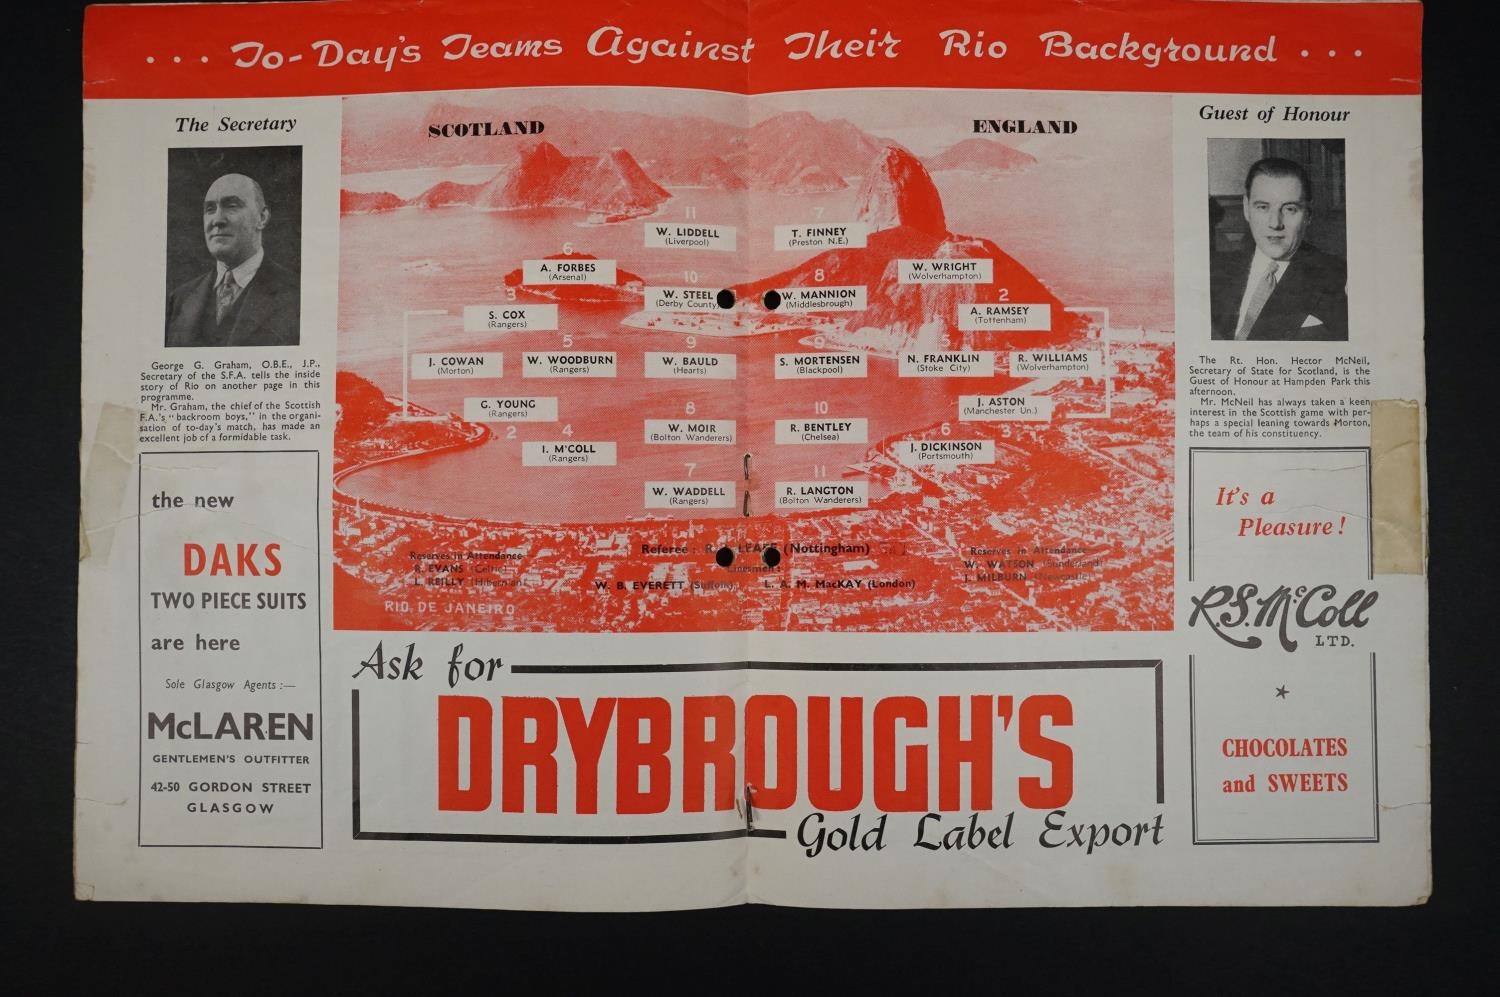 . . . To-Day's Teams Against Their Rio Background . . .
The Secretary
George G. Graham, O.B.E., J.P.,
Secretary of the S.F.A. tells the inside
story of Rio on another page in this
programme.
Mr. Graham, the chief of the Scottish
F.A.'s "backroom boys," in the organi-
sation of to-day's match, has made an
excellent job of a formidable task.
the new
DAKS
TWO PIECE SUITS
are here
Sole Glasgow Agents :—
McLAREN
GENTLEMEN'S OUTFITTER
42-50 GORDON STREET
GLASGOW
SCOTLAND
11
W. LIDDELL
(Liverpool)
6
A. FORBES
(Arsenal)
10
W. STEEL
(Derby County)
3
S. COX
(Rangers)
J. COWAN
(Morton)
5
W. WOODBURN
(Rangers)
9
W. BAULD
(Hearts)
G. YOUNG
(Rangers)
2
8
W. MOIR
(Bolton Wanderers)
4
I. M'COLL
(Rangers)
7
W. WADDELL
(Rangers)
ENGLAND
7
T. FINNEY
(Preston N.E.)
W. WRIGHT
(Wolverhampton)
8
W. MANNION
(Middlesbrough)
2
A. RAMSEY
(Tottenham)
9
S. MORTENSEN
(Blackpool)
5
N. FRANKLIN
(Stoke City)
R. WILLIAMS
(Wolverhampton)
J. ASTON
(Manchester Un.)
3
10
R. BENTLEY
(Chelsea)
6
J. DICKINSON
(Portsmouth)
11
R. LANGTON
(Bolton Wanderers)
Reserves in Attendance
R. EVANS (Celtic)
L. REILLY (Hibernian)
Referee : R. LEAFE (Nottingham)
Linesmen :
W. B. EVERETT (Suffolk), L. A. M. MacKAY (London)
Reserves in Attendance
W. WATSON (Sunderland)
J. MILBURN (Newcastle)
RIO DE JANEIRO
Ask for
DRYBROUGH'S
Gold Label Export
Guest of Honour
The Rt. Hon. Hector McNeil,
Secretary of State for Scotland, is the
Guest of Honour at Hampden Park this
afternoon.
Mr. McNeil has always taken a keen
interest in the Scottish game with per-
haps a special leaning towards Morton,
the team of his constituency.
It's a
Pleasure!
R.S. McColl
LTD.
CHOCOLATES
and SWEETS